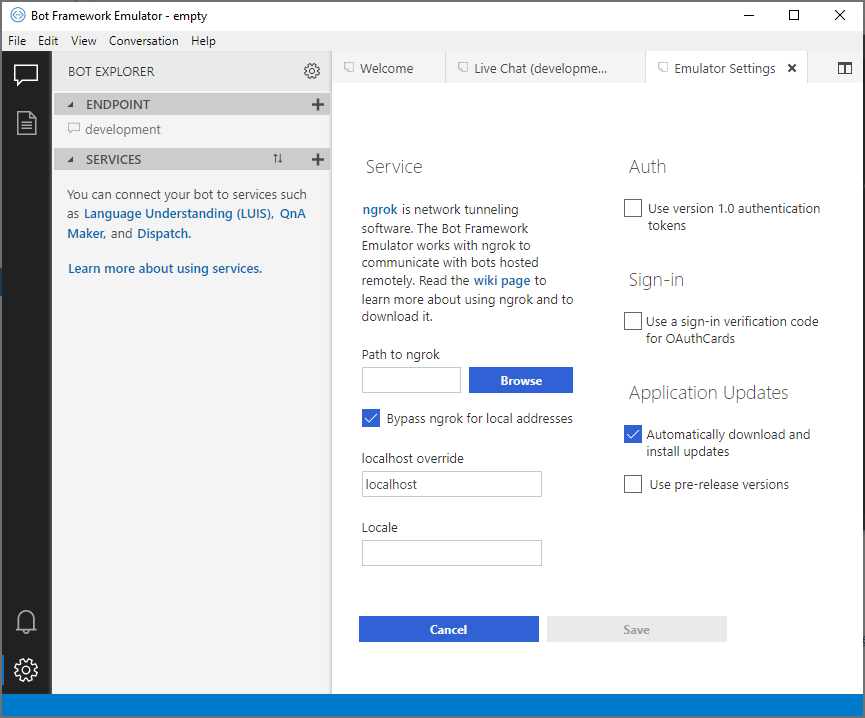 Bot Framework Emulator - empty
File Edit View Conversation Help
BOT EXPLORER
ENDPOINT
development
SERVICES
You can connect your bot to services such
as Language Understanding (LUIS), QnA
Maker, and Dispatch.
Learn more about using services.
Welcome
Live Chat (developme...
Emulator Settings
Service
ngrok is network tunneling
software. The Bot Framework
Emulator works with ngrok to
communicate with bots hosted
remotely. Read the wiki page to
learn more about using ngrok and to
download it.
Path to ngrok
Browse
Bypass ngrok for local addresses
localhost override
localhost
Locale
Auth
Use version 1.0 authentication
tokens
Sign-in
Use a sign-in verification code
for OAuthCards
Application Updates
Automatically download and
install updates
Use pre-release versions
Cancel
Save